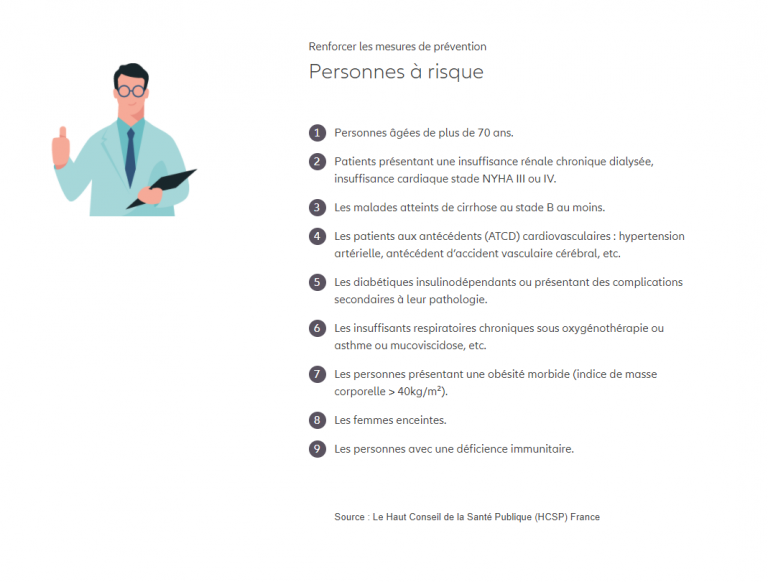 Renforcer les mesures de prévention
Personnes à risque
1 Personnes âgées de plus de 70 ans.
2 Patients présentant une insuffisance rénale chronique dialysée,
insuffisance cardiaque stade NYHA III ou IV.
3 Les malades atteints de cirrhose au stade B au moins.
4 Les patients aux antécédents (ATCD) cardiovasculaires : hypertension
artérielle, antécédent d’accident vasculaire cérébral, etc.
5 Les diabétiques insulinodépendants ou présentant des complications
secondaires à leur pathologie.
6 Les insuffisants respiratoires chroniques sous oxygénothérapie ou
asthme ou mucoviscidose, etc.
7 Les personnes présentant une obésité morbide (indice de masse
corporelle > 40kg/m²).
8 Les femmes enceintes.
9 Les personnes avec une déficience immunitaire.
Source : Le Haut Conseil de la Santé Publique (HCSP) France